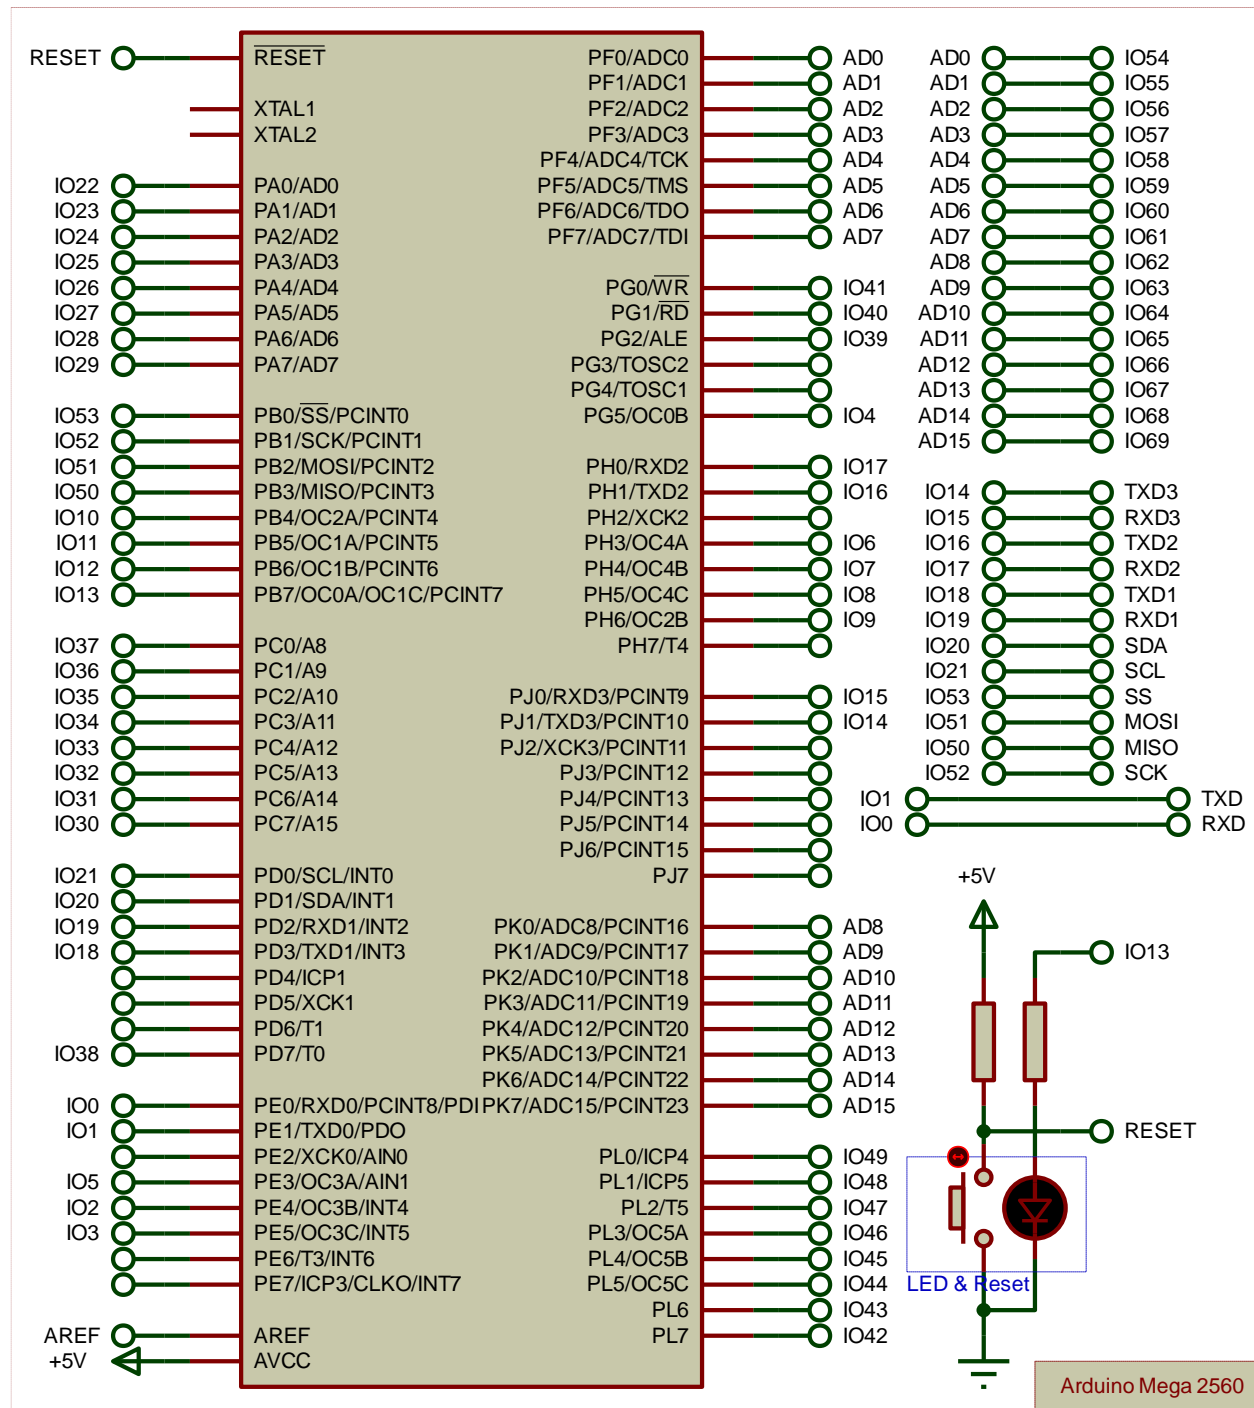 RESET RESET PF0/ADC0 AD0 AD0 IO54
PF1/ADC1 AD1 AD1 IO55
XTAL1 PF2/ADC2 AD2 AD2 IO56
XTAL2 PF3/ADC3 AD3 AD3 IO57
PF4/ADC4/TCK AD4 AD4 IO58
IO22 PA0/AD0 PF5/ADC5/TMS AD5 AD5 IO59
IO23 PA1/AD1 PF6/ADC6/TDO AD6 AD6 IO60
IO24 PA2/AD2 PF7/ADC7/TDI AD7 AD7 IO61
IO25 PA3/AD3 AD8 IO62
IO26 PA4/AD4 PG0/WR IO41 AD9 IO63
IO27 PA5/AD5 PG1/RD IO40 AD10 IO64
IO28 PA6/AD6 PG2/ALE IO39 AD11 IO65
IO29 PA7/AD7 PG3/TOSC2 AD12 IO66
PG4/TOSC1 AD13 IO67
IO53 PB0/SS/PCINT0 PG5/OC0B IO4 AD14 IO68
IO52 PB1/SCK/PCINT1 AD15 IO69
IO51 PB2/MOSI/PCINT2 PH0/RXD2 IO17
IO50 PB3/MISO/PCINT3 PH1/TXD2 IO16 IO14 TXD3
IO10 PB4/OC2A/PCINT4 PH2/XCK2 IO15 RXD3
IO11 PB5/OC1A/PCINT5 PH3/OC4A IO6 IO16 TXD2
IO12 PB6/OC1B/PCINT6 PH4/OC4B IO7 IO17 RXD2
IO13 PB7/OC0A/OC1C/PCINT7 PH5/OC4C IO8 IO18 TXD1
PH6/OC2B IO9 IO19 RXD1
IO37 PC0/A8 PH7/T4 IO20 SDA
IO36 PC1/A9 IO21 SCL
IO35 PC2/A10 PJ0/RXD3/PCINT9 IO15 IO53 SS
IO34 PC3/A11 PJ1/TXD3/PCINT10 IO14 IO51 MOSI
IO33 PC4/A12 PJ2/XCK3/PCINT11 IO50 MISO
IO32 PC5/A13 PJ3/PCINT12 IO52 SCK
IO31 PC6/A14 PJ4/PCINT13 IO1 TXD
IO30 PC7/A15 PJ5/PCINT14 IO0 RXD
PJ6/PCINT15
IO21 PD0/SCL/INT0 PJ7 +5V
IO20 PD1/SDA/INT1
IO19 PD2/RXD1/INT2 PK0/ADC8/PCINT16 AD8
IO18 PD3/TXD1/INT3 PK1/ADC9/PCINT17 AD9 IO13
PD4/ICP1 PK2/ADC10/PCINT18 AD10
PD5/XCK1 PK3/ADC11/PCINT19 AD11
PD6/T1 PK4/ADC12/PCINT20 AD12
IO38 PD7/T0 PK5/ADC13/PCINT21 AD13
PK6/ADC14/PCINT22 AD14
IO0 PE0/RXD0/PCINT8/PDI PK7/ADC15/PCINT23 AD15
IO1 PE1/TXD0/PDO RESET
PE2/XCK0/AIN0 PL0/ICP4 IO49
IO5 PE3/OC3A/AIN1 PL1/ICP5 IO48
IO2 PE4/OC3B/INT4 PL2/T5 IO47
IO3 PE5/OC3C/INT5 PL3/OC5A IO46
PE6/T3/INT6 PL4/OC5B IO45
PE7/ICP3/CLKO/INT7 PL5/OC5C IO44 LED & Reset
PL6 IO43
AREF AREF PL7 IO42
+5V AVCC
Arduino Mega 2560